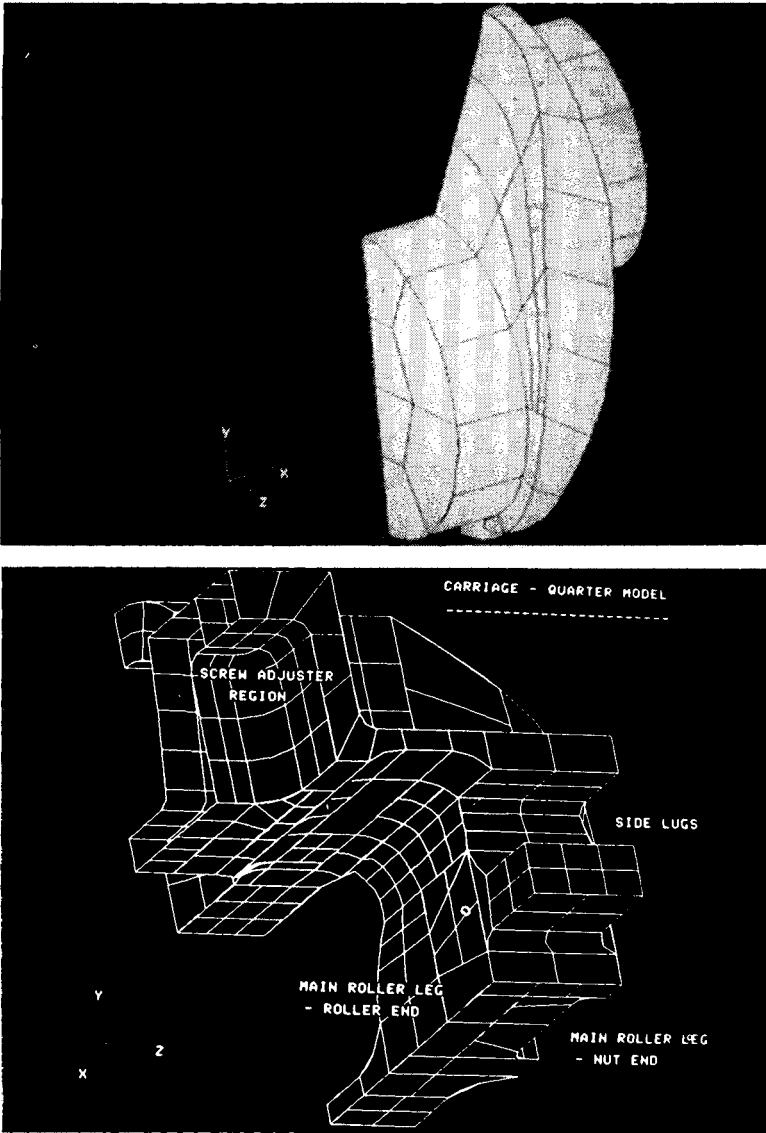 Y
X
Z
CARRIAGE - QUARTER MODEL
SCREW ADJUSTER
REGION
SIDE LUGS
MAIN ROLLER LEG
- ROLLER END
Y
Z
X
MAIN ROLLER LEG
- NUT END